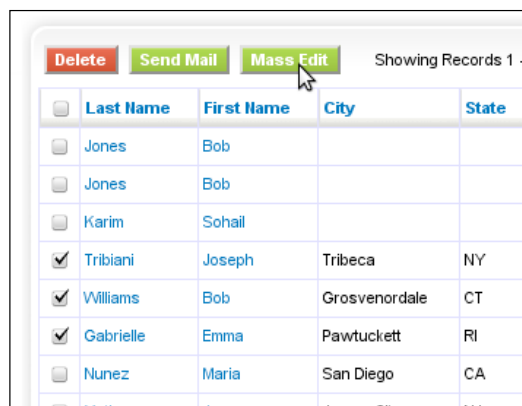 Delete Send Mail Mass Edit Showing Records 1
Last Name First Name City State
Jones Bob
Jones Bob
Karim Sohail
Tribiani Joseph Tribeca NY
Williams Bob Grosvenordale CT
Gabrielle Emma Pawtuckett RI
Nunez Maria San Diego CA